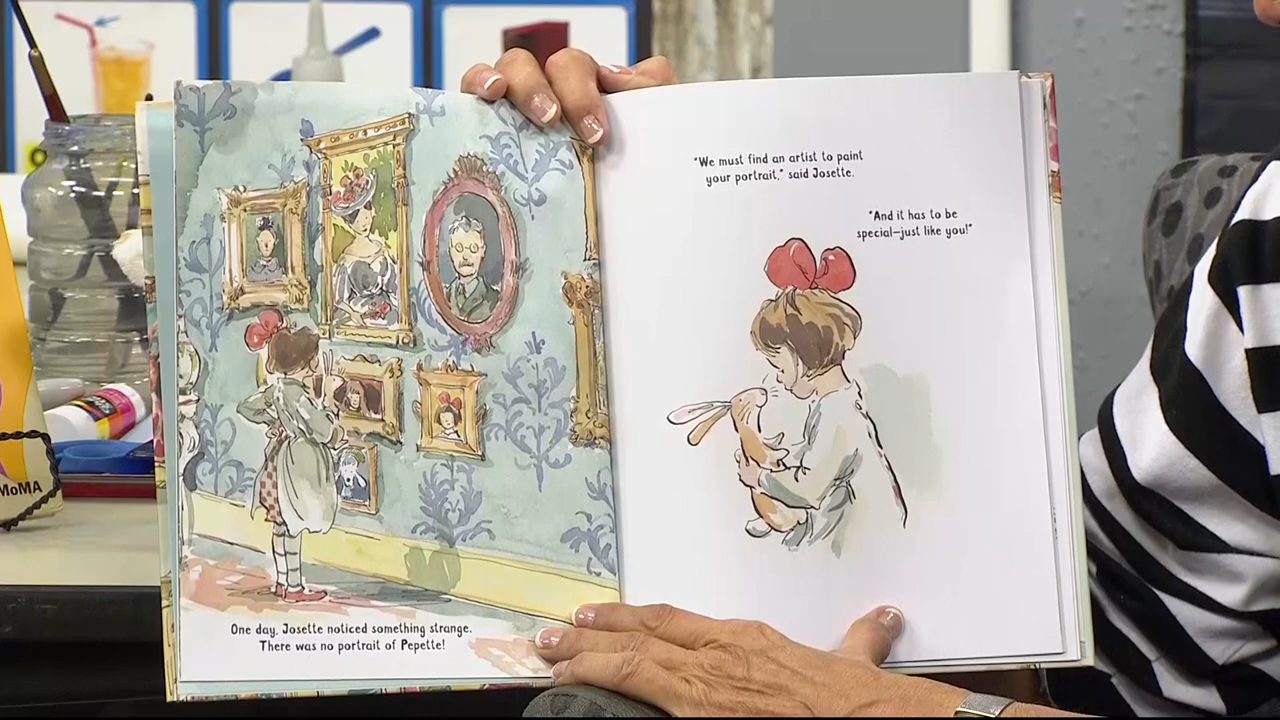 One day, Josette noticed something strange.
There was no portrait of Pepette!
"We must find an artist to paint
your portrait," said Josette.
"And it has to be
special—just like you!"
MoMA